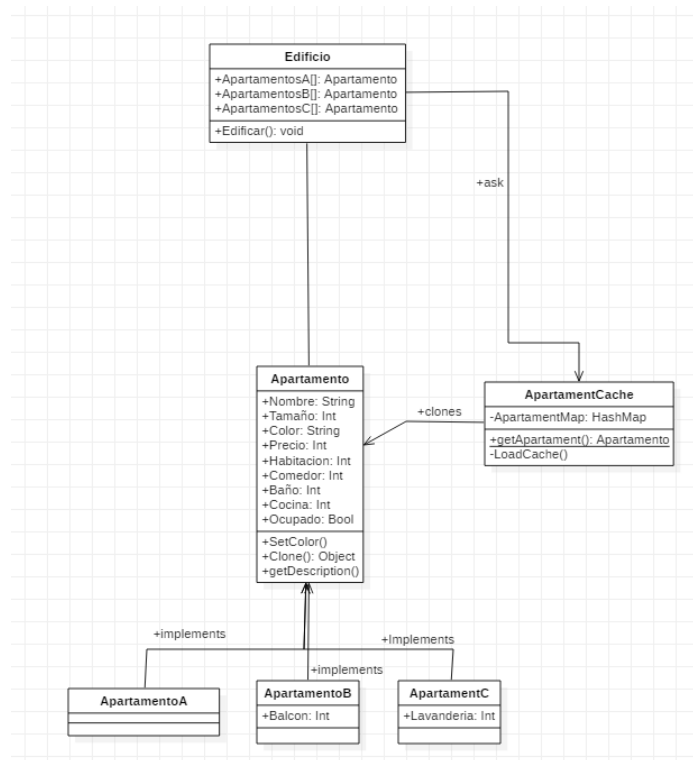 Edificio
+ApartamentosA[]: Apartamento
+ApartamentosB[]: Apartamento
+ApartamentosC[]: Apartamento
+Edificar(): void
+ask
Apartamento
+Nombre: String
+Tamaño: Int
+Color: String
+Precio: Int
+Habitacion: Int
+Comedor: Int
+Baño: Int
+Cocina: Int
+Ocupado: Bool
+SetColor()
+Clone(): Object
+getDescription()
+clones
ApartamentCache
-ApartamentMap: HashMap
+getApartament(): Apartamento
-LoadCache()
+implements
+Implements
+implements
ApartamentoA
ApartamentoB
+Balcon: Int
ApartamentC
+Lavanderia: Int